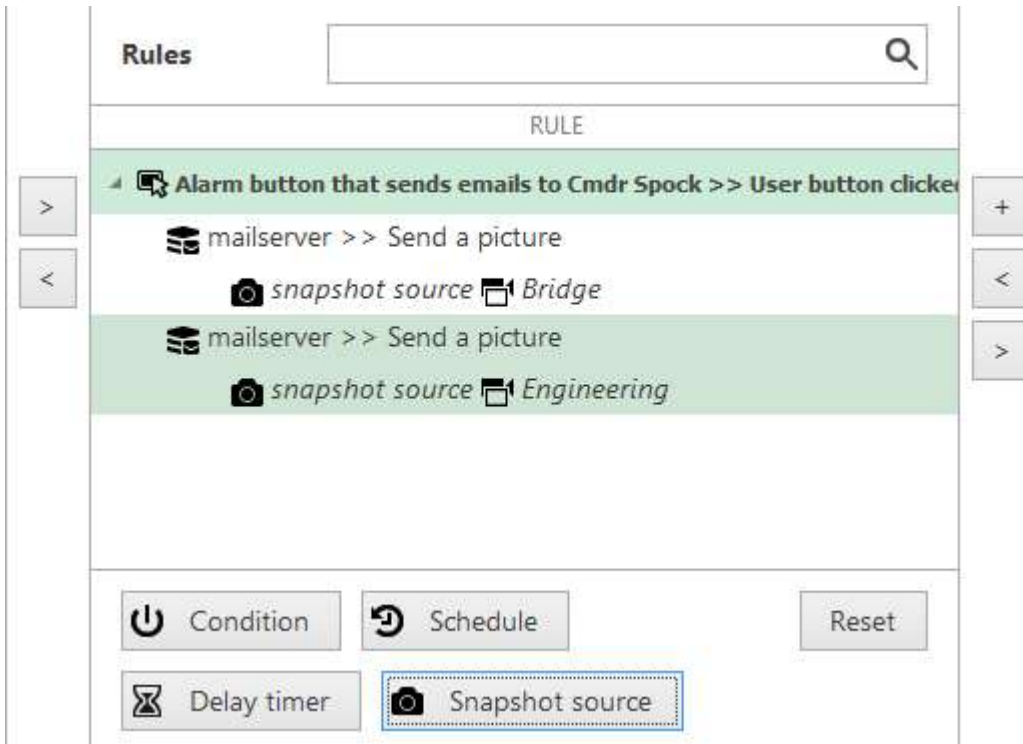 Rules
RULE
Alarm button that sends emails to Cmdr Spock >> User button clicked
> +
mailserver >> Send a picture
< snapshot source Bridge <
mailserver >> Send a picture >
snapshot source Engineering
Condition Schedule Reset
Delay timer Snapshot source